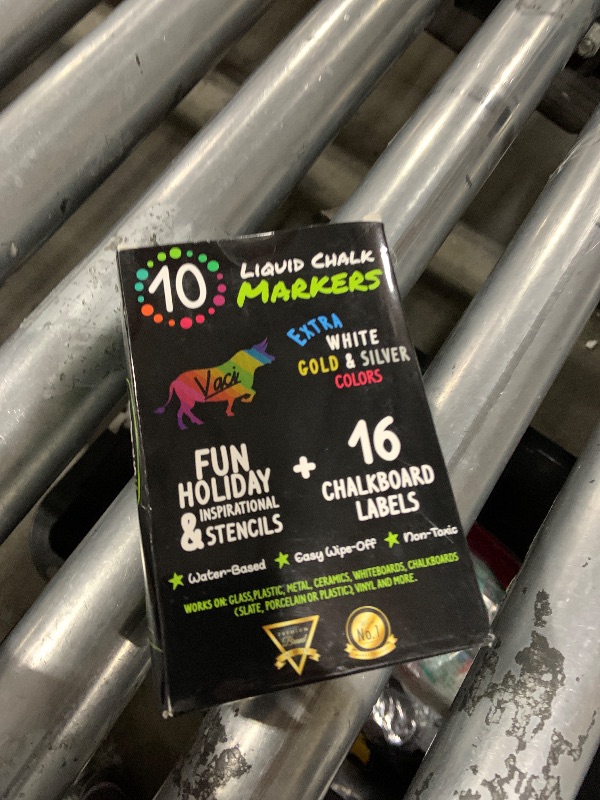 10
LIQUID CHALK
MARKERS
EXTRA
WHITE
GOLD & SILVER
COLORS
Vaci
FUN
HOLIDAY
& INSPIRATIONAL
STENCILS
+
16
CHALKBOARD
LABELS
Water-Based
Easy Wipe-Off
Non-Toxic
WORKS ON: GLASS, PLASTIC, METAL, CERAMICS, WHITEBOARDS, CHALKBOARDS
(SLATE, PORCELAIN OR PLASTIC), VINYL AND MORE.
PREMIUM
Brand
No.1